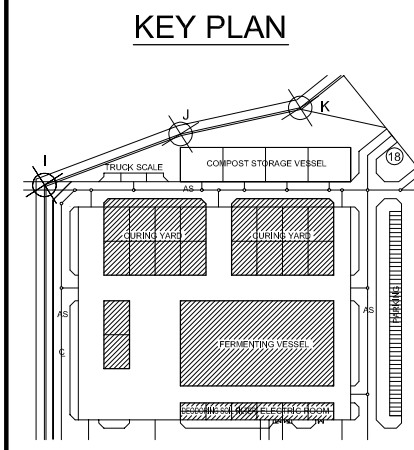 KEY PLAN
K
J
I
18
TRUCK SCALE
COMPOST STORAGE VESSEL
AS
CURING YARD
CURING YARD
PARKING
AS
AS
FERMENTING VESSEL
ELECTRIC ROOM